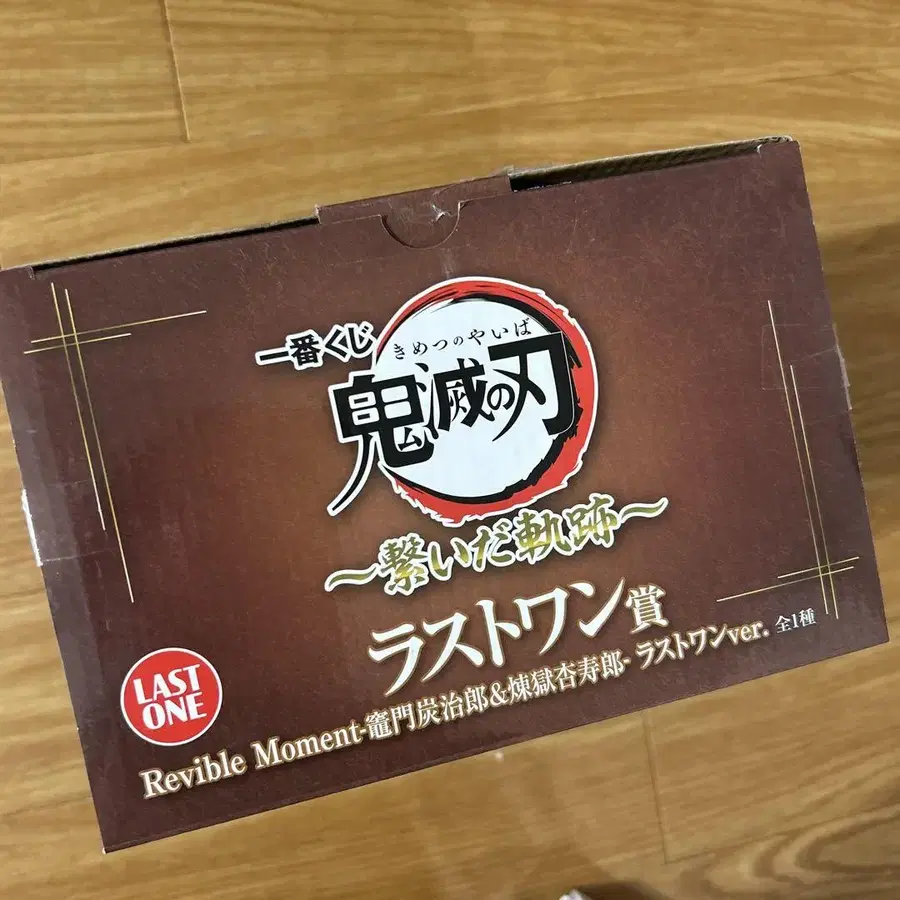 一番くじ
きめつのやいば
鬼滅の刃
～繋いだ軌跡～
ラストワン賞
LAST
ONE
Revible Moment-竈門炭治郎&煉獄杏寿郎- ラストワンver. 全1種